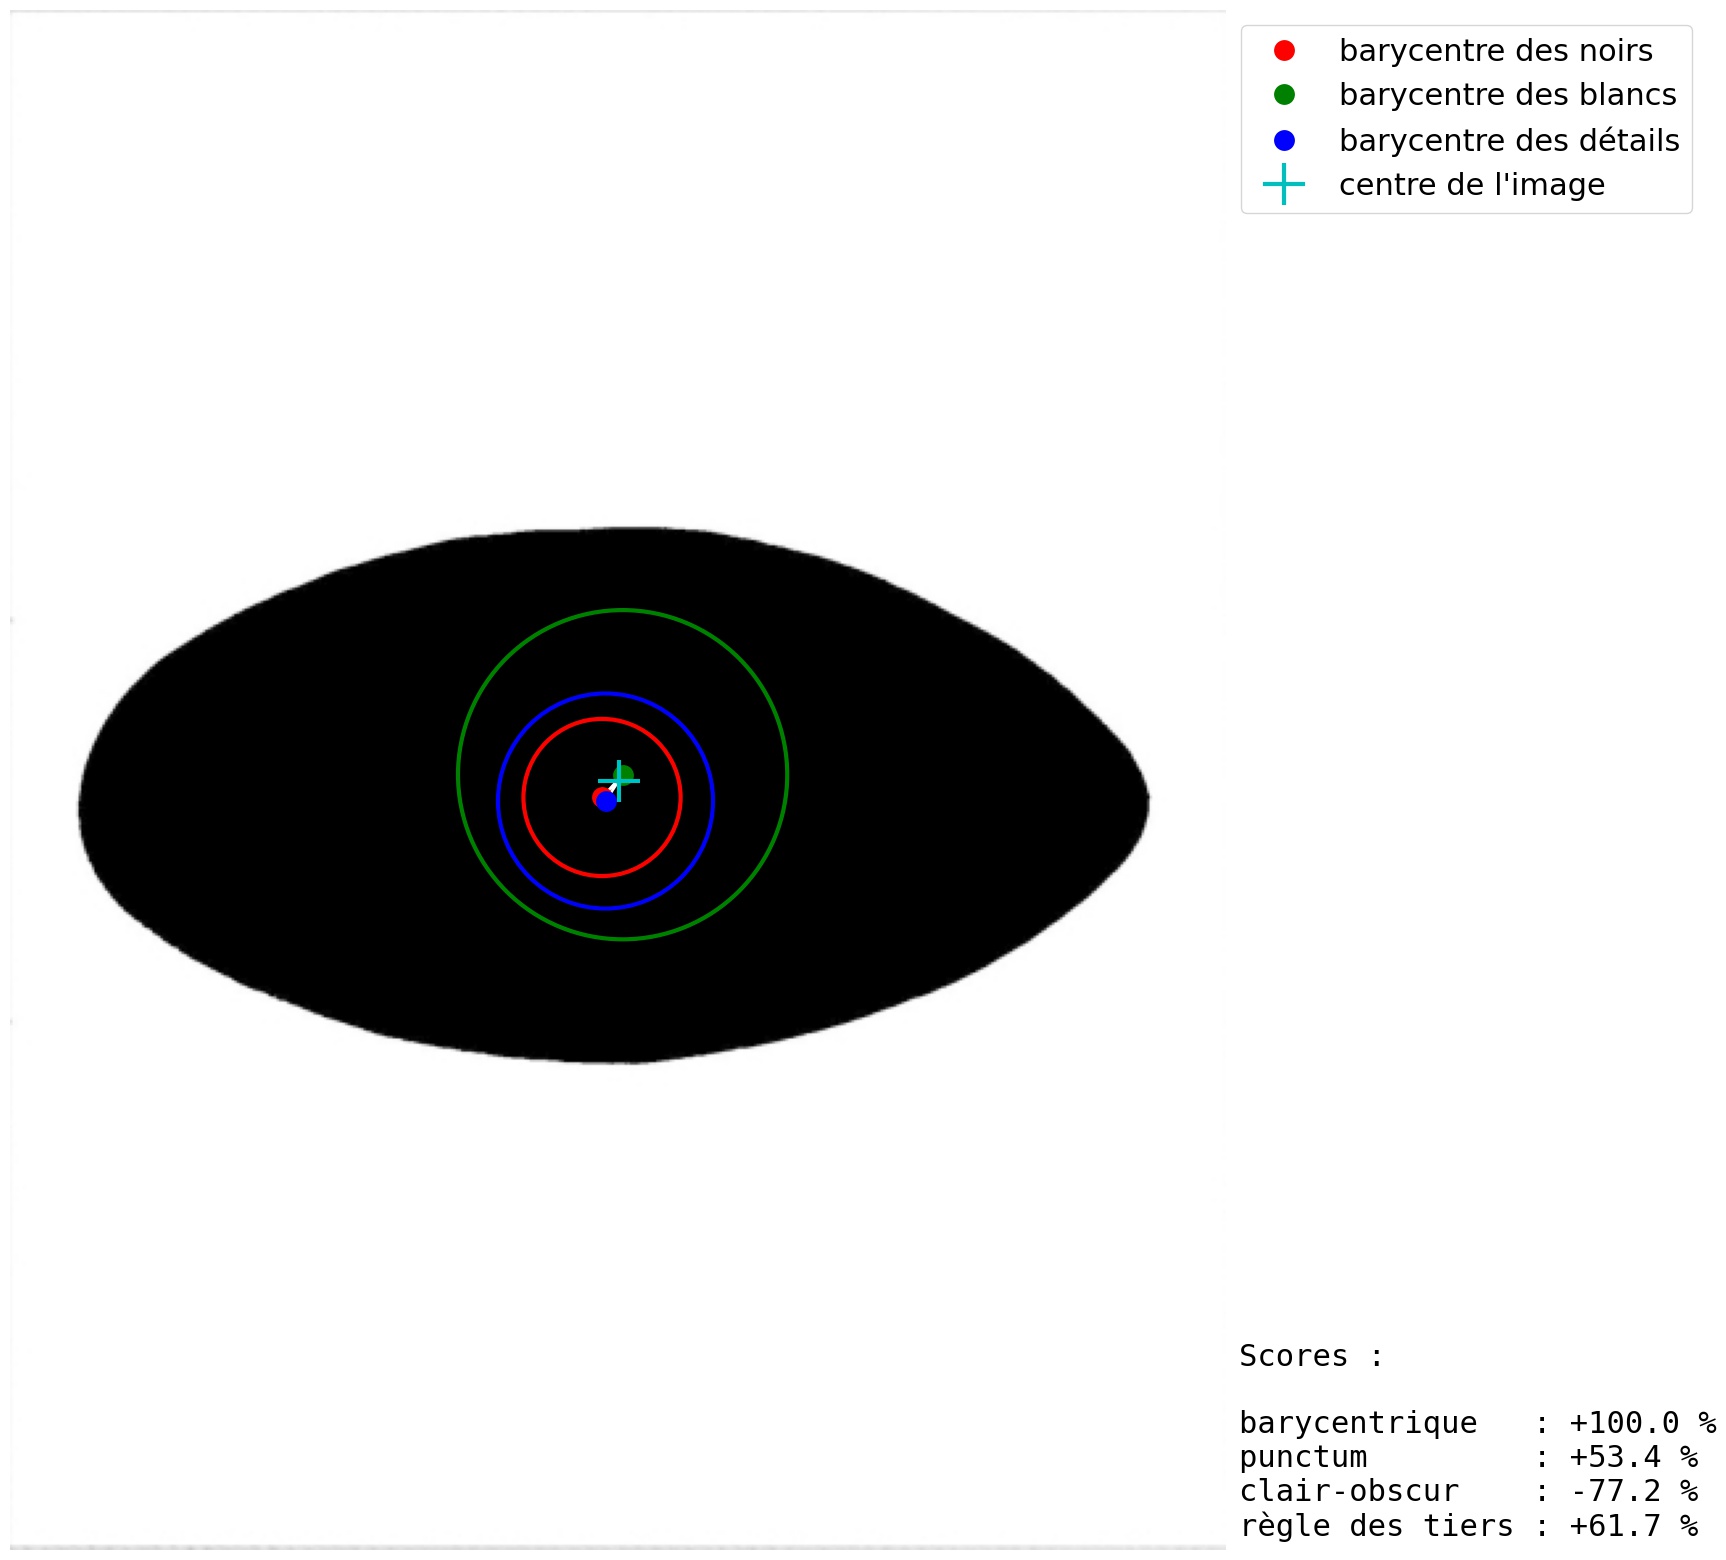 barycentre des noirs
barycentre des blancs
barycentre des détails
centre de l'image
Scores :
barycentrique : +100.0 %
punctum : +53.4 %
clair-obscur : -77.2 %
règle des tiers : +61.7 %